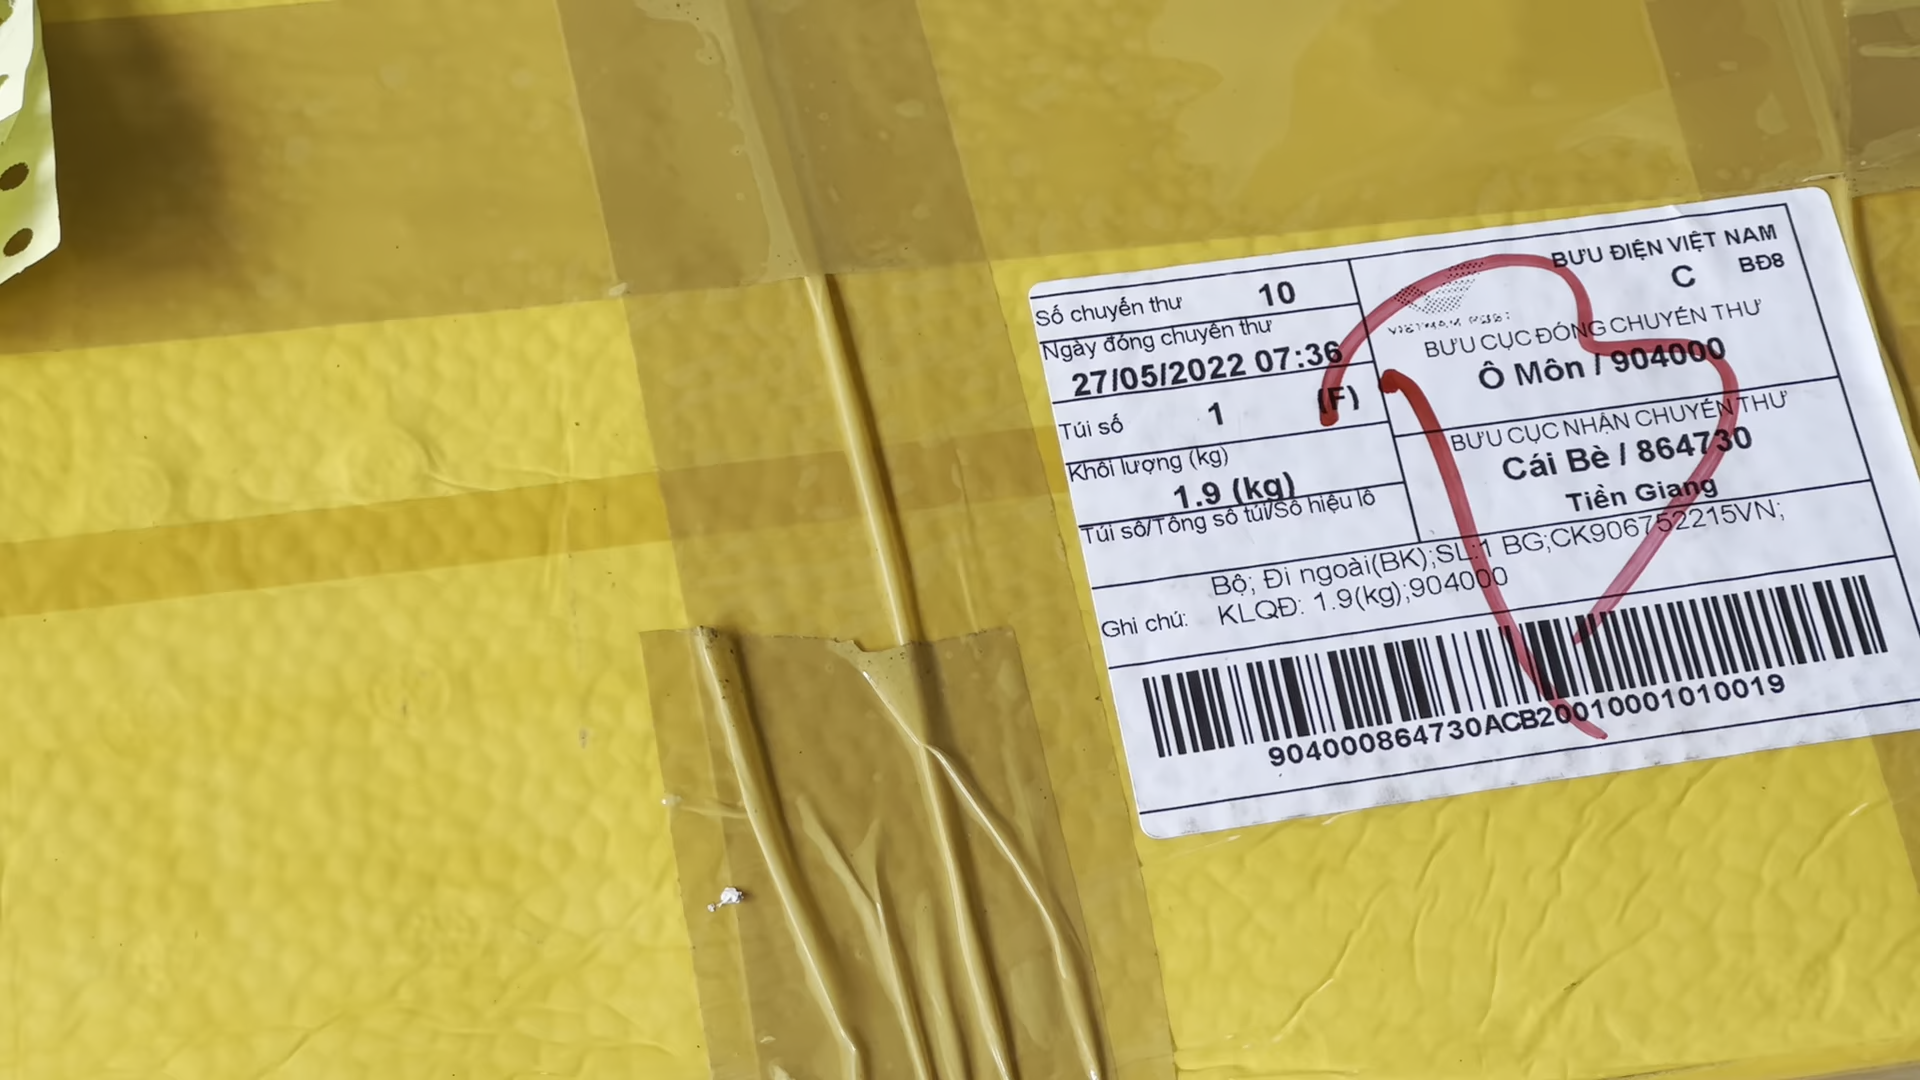 Số chuyến thư 10
Ngày đóng chuyến thư
27/05/2022 07:36
Túi số 1 (F)
Khối lượng (kg)
1.9 (kg)
Túi số/Tổng số túi/Số hiệu lô
BƯU ĐIỆN VIỆT NAM
C BĐ8
BƯU CỤC ĐÓNG CHUYẾN THƯ
Ô Môn / 904000
BƯU CỤC NHẬN CHUYẾN THƯ
Cái Bè / 864730
Tiền Giang
Bộ; Đi ngoài(BK);SL:1 BG;CK906752215VN;
Ghi chú: KLQĐ: 1.9(kg);904000
904000864730ACB20010001010019